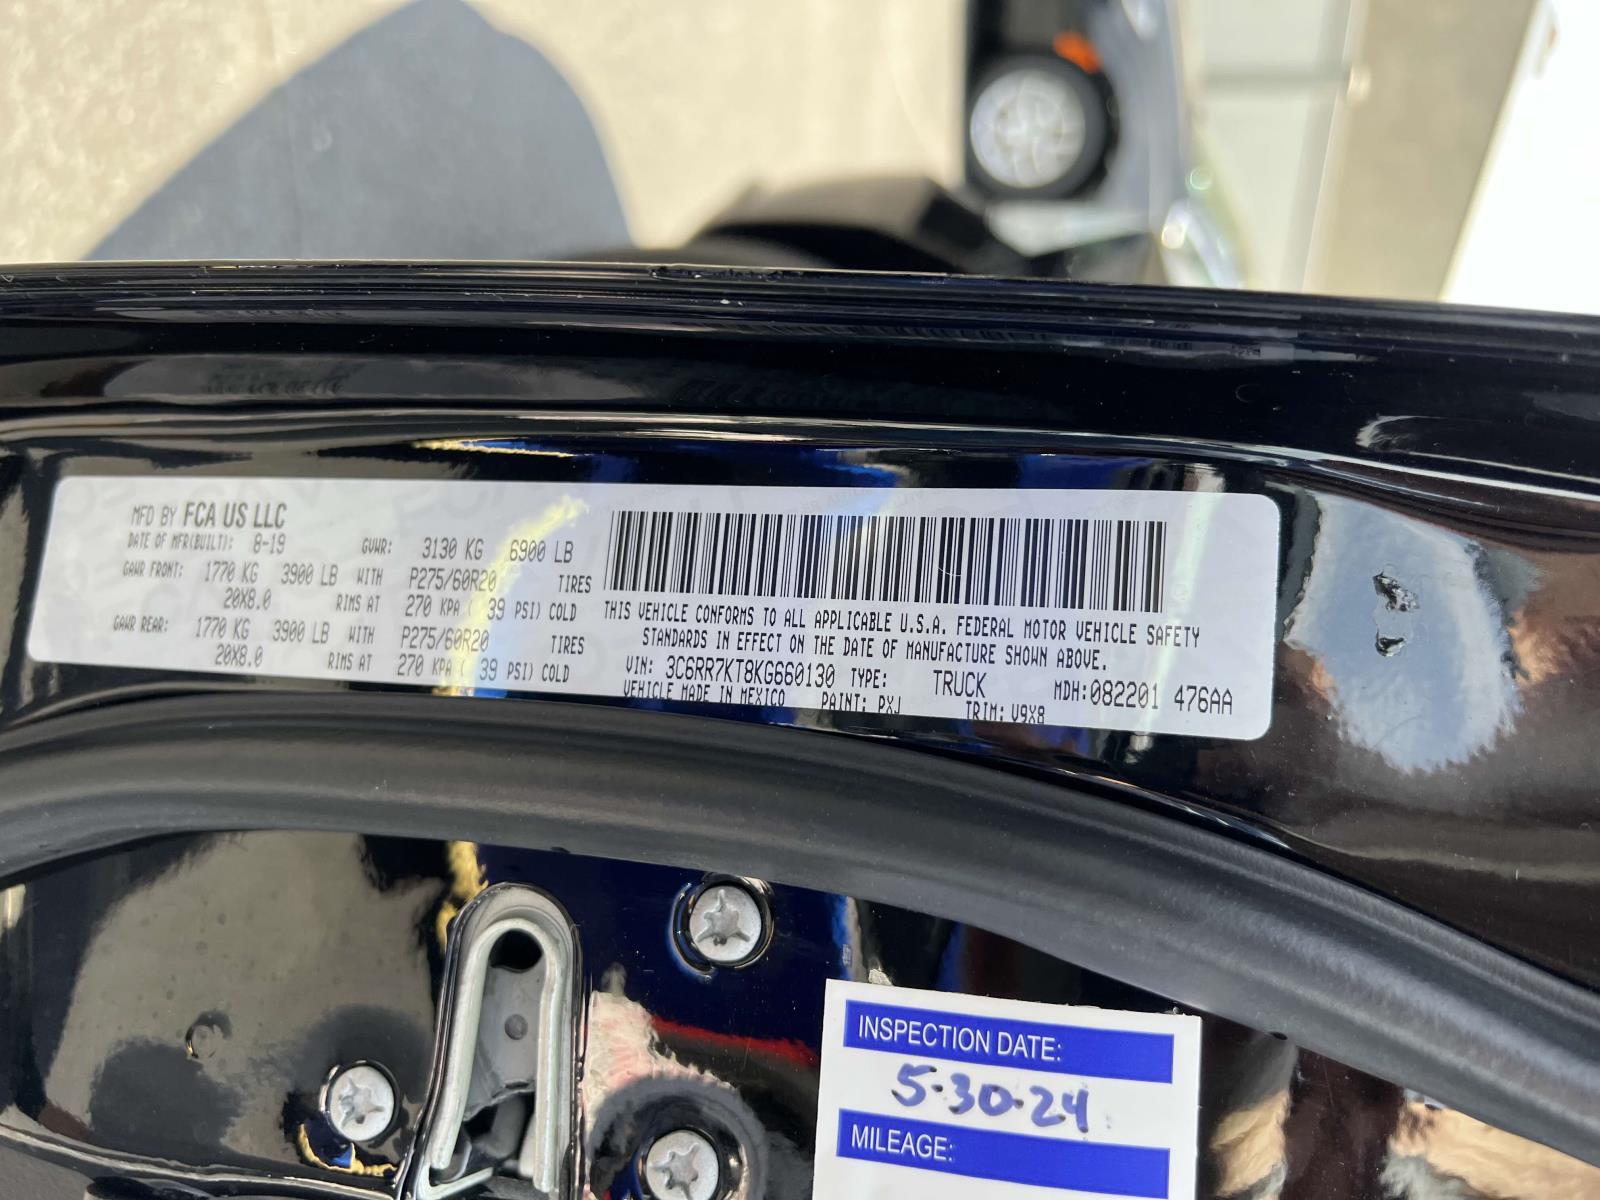 MFD BY FCA US LLC
DATE OF MFR(BUILT): 8-19 GVWR: 3130 KG 6900 LB
GAWR FRONT: 1770 KG 3900 LB WITH P275/60R20 TIRES
20X8.0 RIMS AT 270 KPA ( 39 PSI) COLD
GAWR REAR: 1770 KG 3900 LB WITH P275/60R20 TIRES
20X8.0 RIMS AT 270 KPA ( 39 PSI) COLD
THIS VEHICLE CONFORMS TO ALL APPLICABLE U.S.A. FEDERAL MOTOR VEHICLE SAFETY
STANDARDS IN EFFECT ON THE DATE OF MANUFACTURE SHOWN ABOVE.
VIN: 3C6RR7KT8KG660130 TYPE: TRUCK MDH:082201 476AA
VEHICLE MADE IN MEXICO PAINT: PXJ TRIM: V9X8
INSPECTION DATE:
5-30-24
MILEAGE: